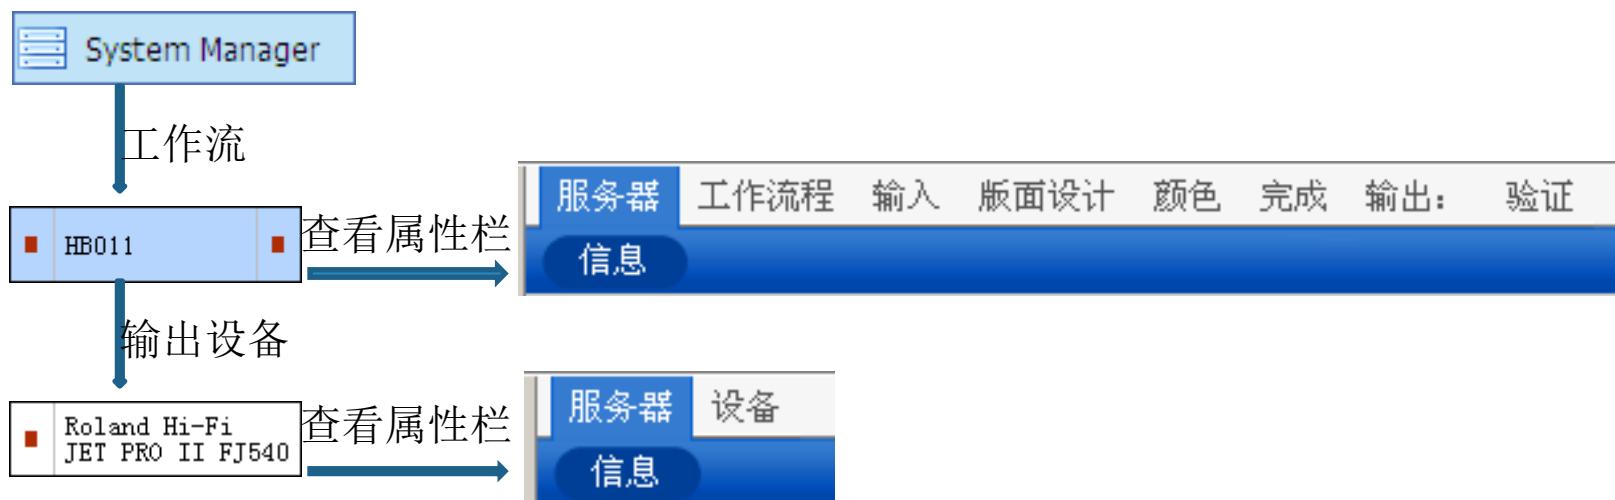 System Manager
工作流
HB011
查看属性栏
服务器 工作流程 输入 版面设计 颜色 完成 输出： 验证
信息
输出设备
Roland Hi-Fi
JET PRO II FJ540
查看属性栏
服务器 设备
信息